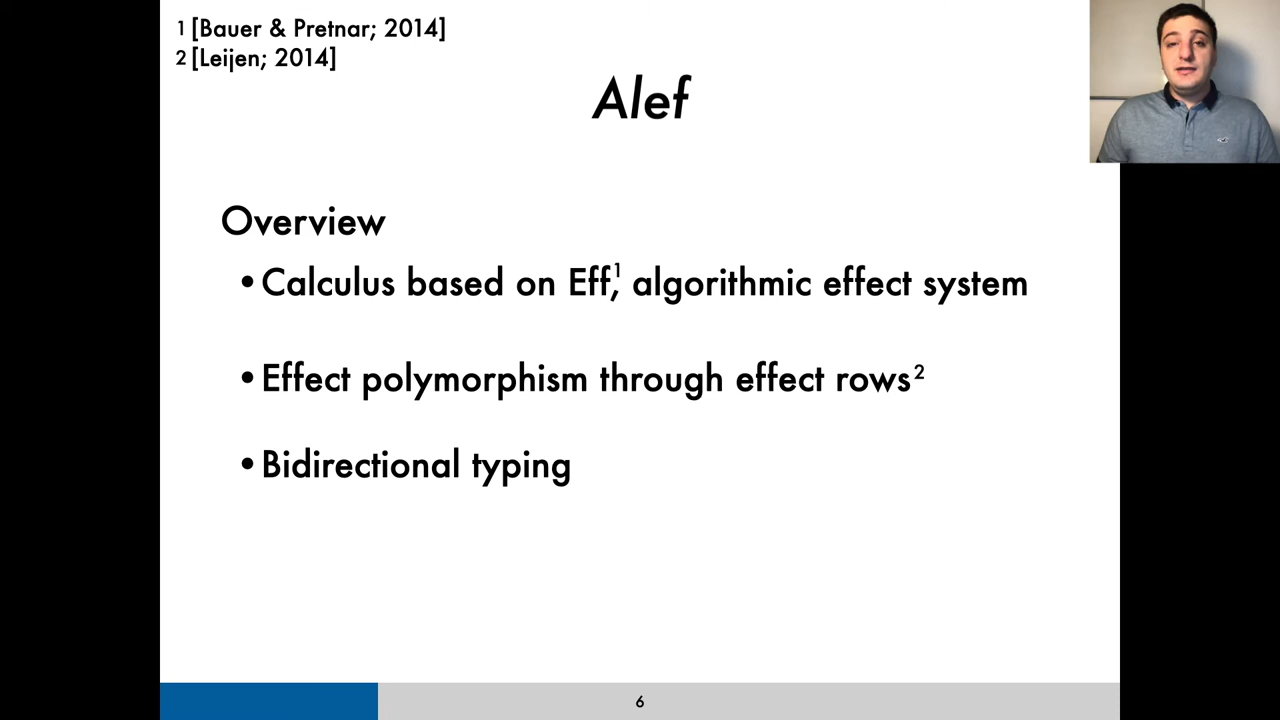 1 [Bauer & Pretnar; 2014]
2 [Leijen; 2014]
Alef
Overview
•Calculus based on Eff,1 algorithmic effect system
•Effect polymorphism through effect rows2
•Bidirectional typing
6